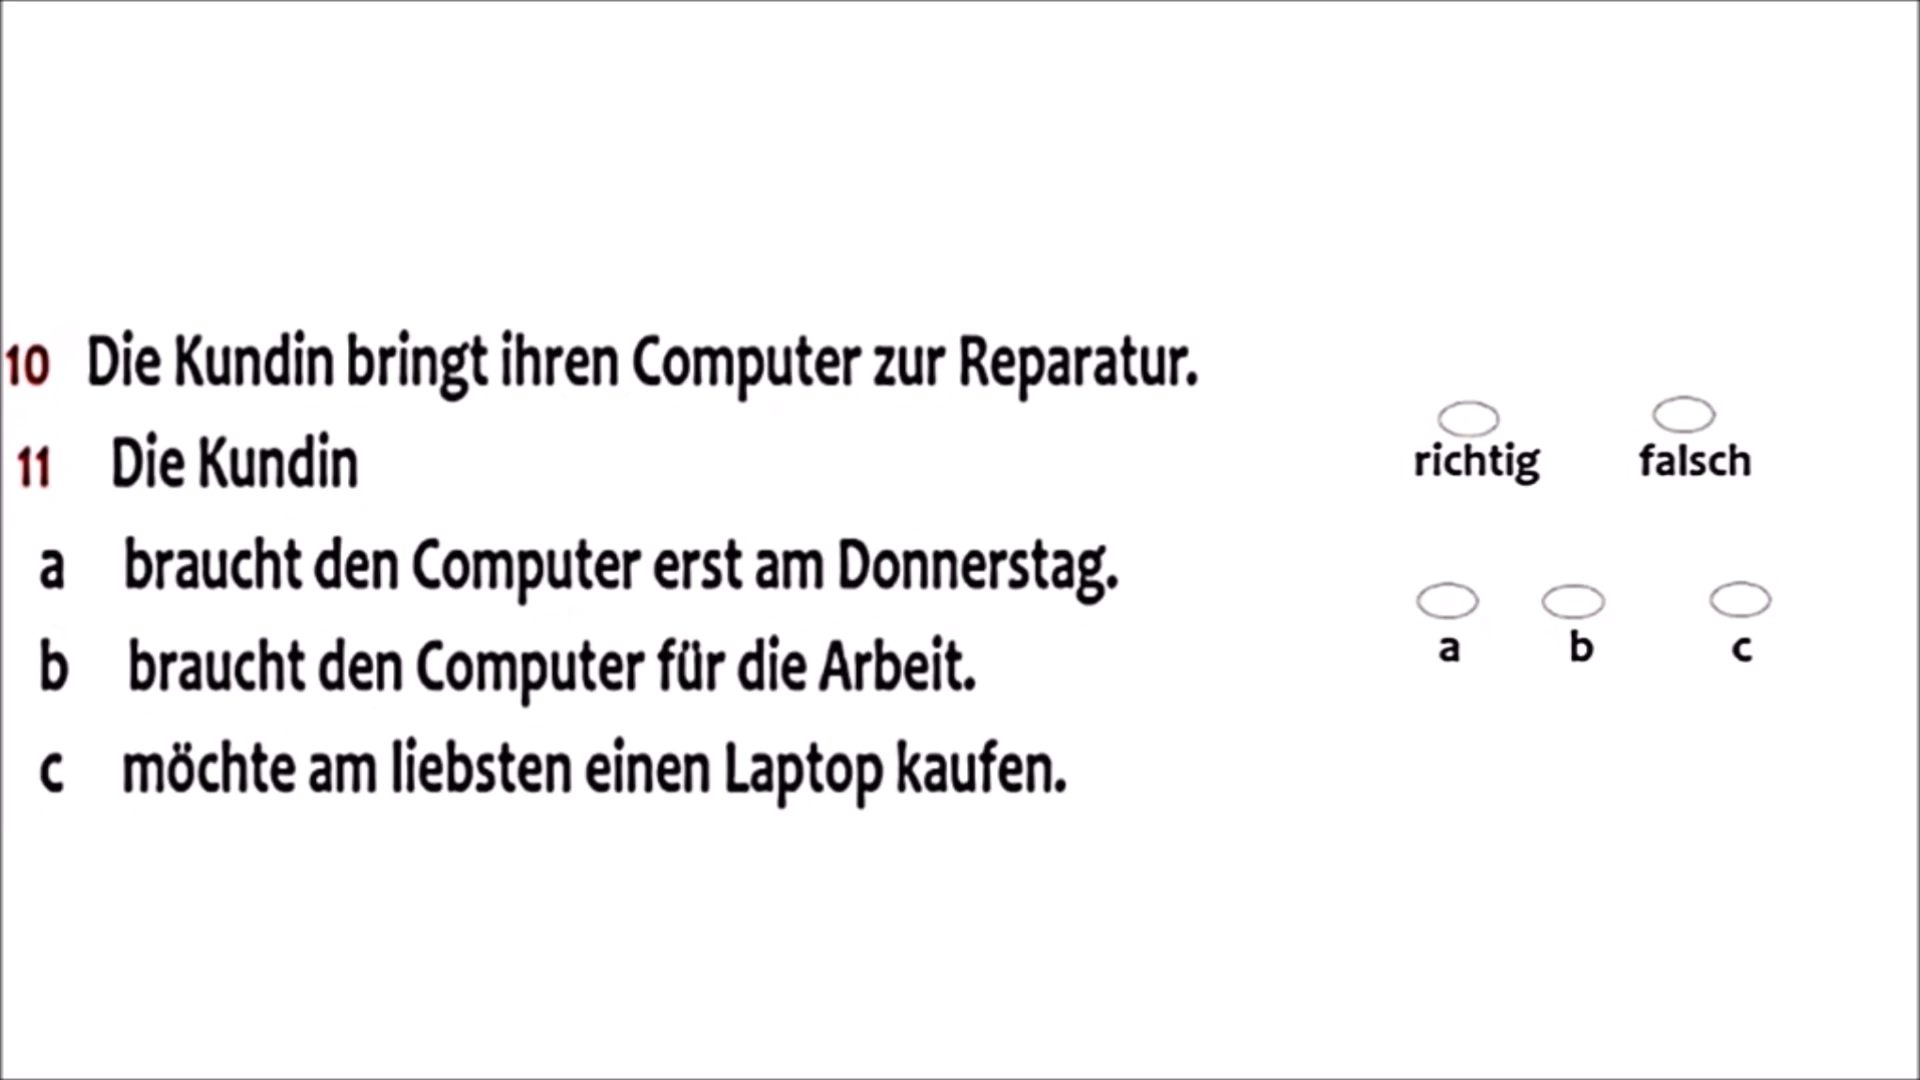 10 Die Kundin bringt ihren Computer zur Reparatur.
richtig falsch
11 Die Kundin
a braucht den Computer erst am Donnerstag.
b braucht den Computer für die Arbeit.
c möchte am liebsten einen Laptop kaufen.
a b c